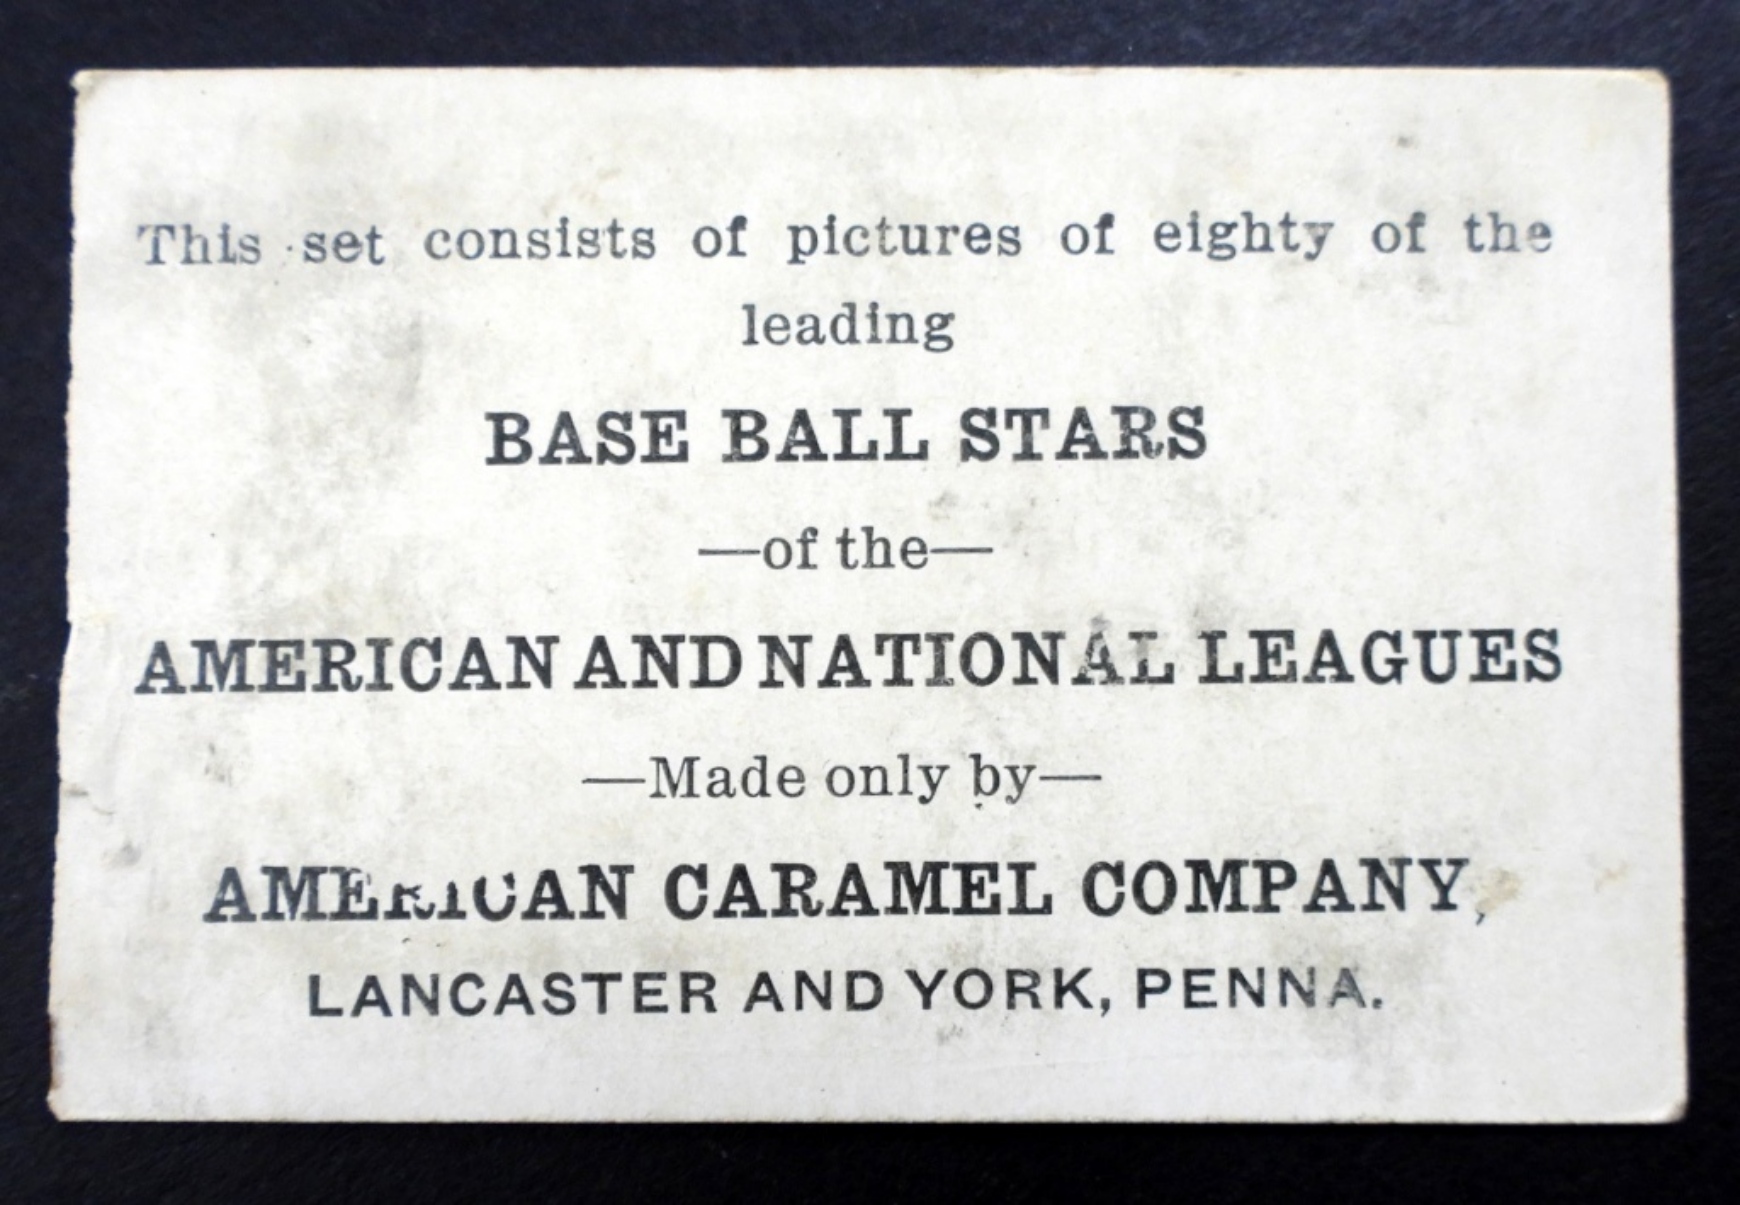 This set consists of pictures of eighty of the
leading
BASE BALL STARS
—of the—
AMERICAN AND NATIONAL LEAGUES
—Made only by—
AMERICAN CARAMEL COMPANY,
LANCASTER AND YORK, PENNA.